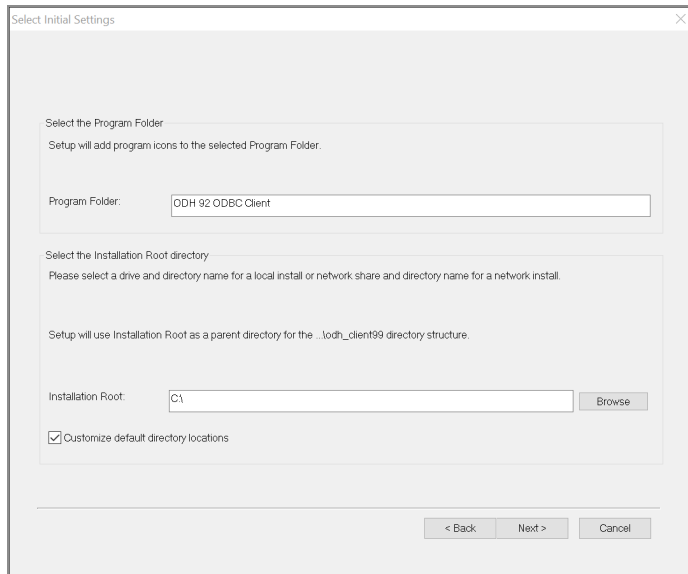 Select Initial Settings
Select the Program Folder
Setup will add program icons to the selected Program Folder.
Program Folder: ODH 92 ODBC Client
Select the Installation Root directory
Please select a drive and directory name for a local install or network share and directory name for a network install.
Setup will use Installation Root as a parent directory for the ...\odh_client99 directory structure.
Installation Root: C:\ Browse
Customize default directory locations
< Back Next > Cancel